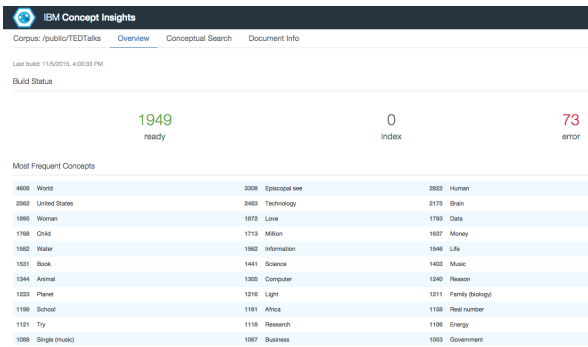 IBM Concept Insights
Corpus: /public/TEDTalks Overview Conceptual Search Document Info
Last build: 11/5/2015, 4:03:33 PM
Build Status
1949 0 73
ready index error
Most Frequent Concepts
4608 World 3308 Episcopal see 2822 Human
2562 United States 2483 Technology 2175 Brain
1895 Woman 1872 Love 1793 Data
1768 Child 1713 Million 1637 Money
1582 Water 1562 Information 1546 Life
1531 Book 1441 Science 1403 Music
1344 Animal 1305 Computer 1240 Reason
1223 Planet 1216 Light 1211 Family (biology)
1198 School 1161 Africa 1158 Real number
1121 Try 1118 Research 1106 Energy
1088 Single (music) 1067 Business 1053 Government